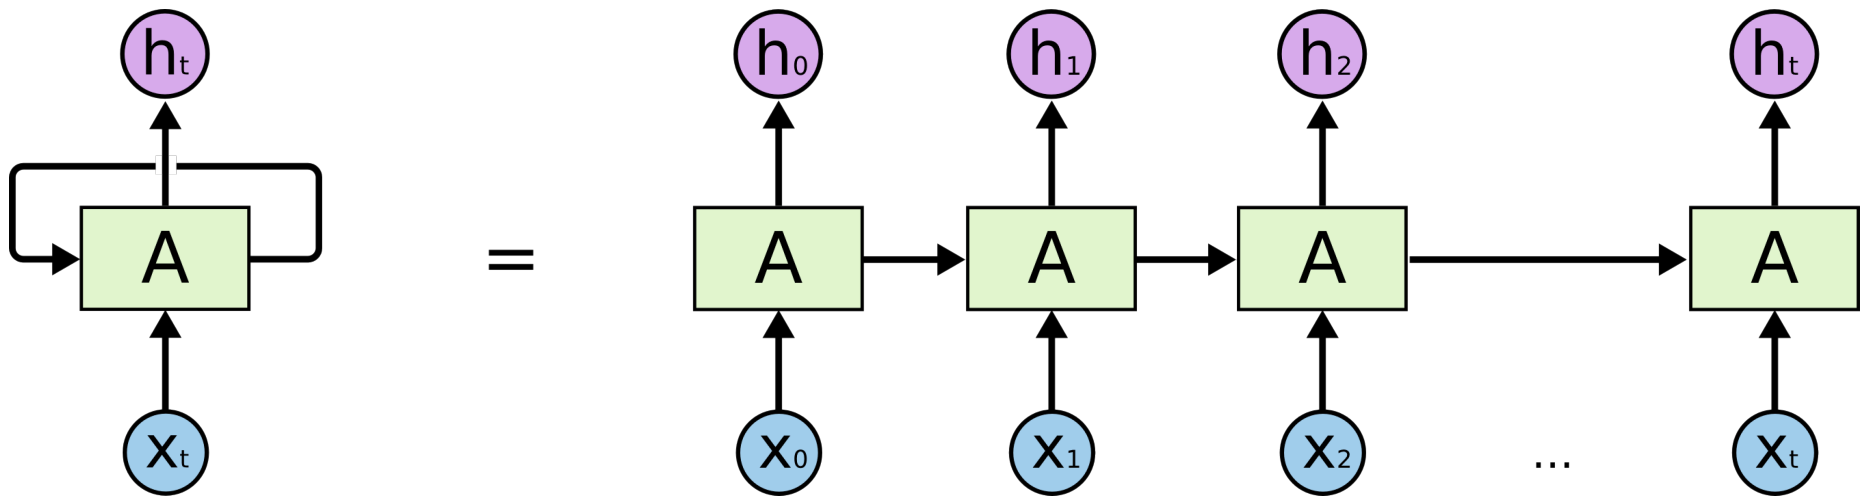 hₜ h₀ h₁ h₂ hₜ
A = A A A A
xₜ x₀ x₁ x₂ ... xₜ